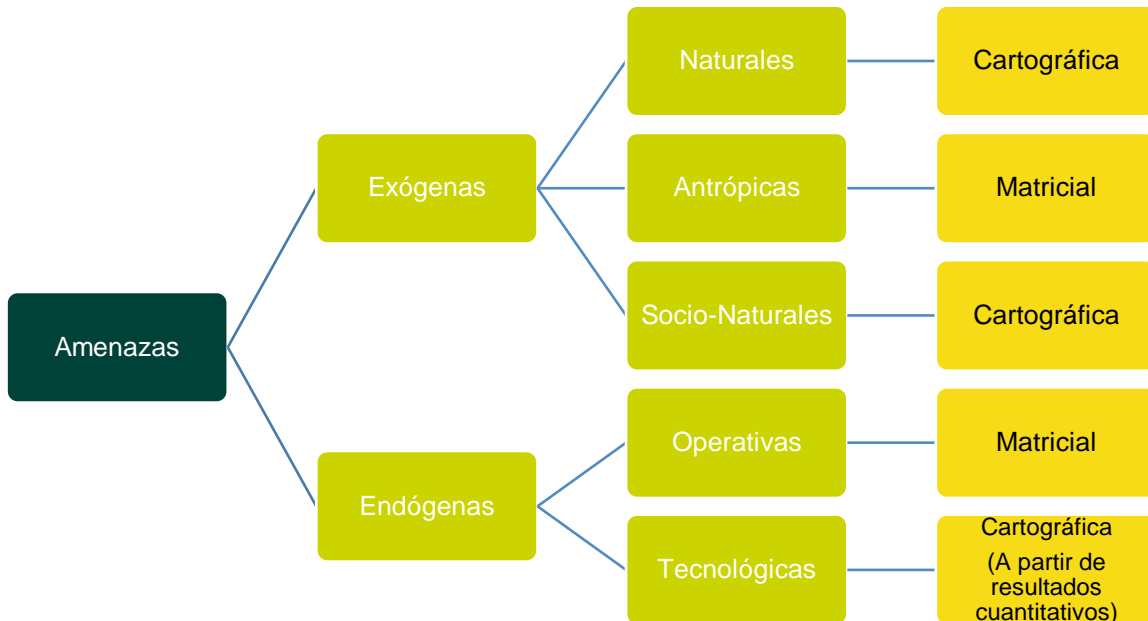 Naturales
Cartográfica
Exógenas
Antrópicas
Matricial
Socio-Naturales
Cartográfica
Amenazas
Operativas
Matricial
Endógenas
Tecnológicas
Cartográfica
(A partir de
resultados
cuantitativos)